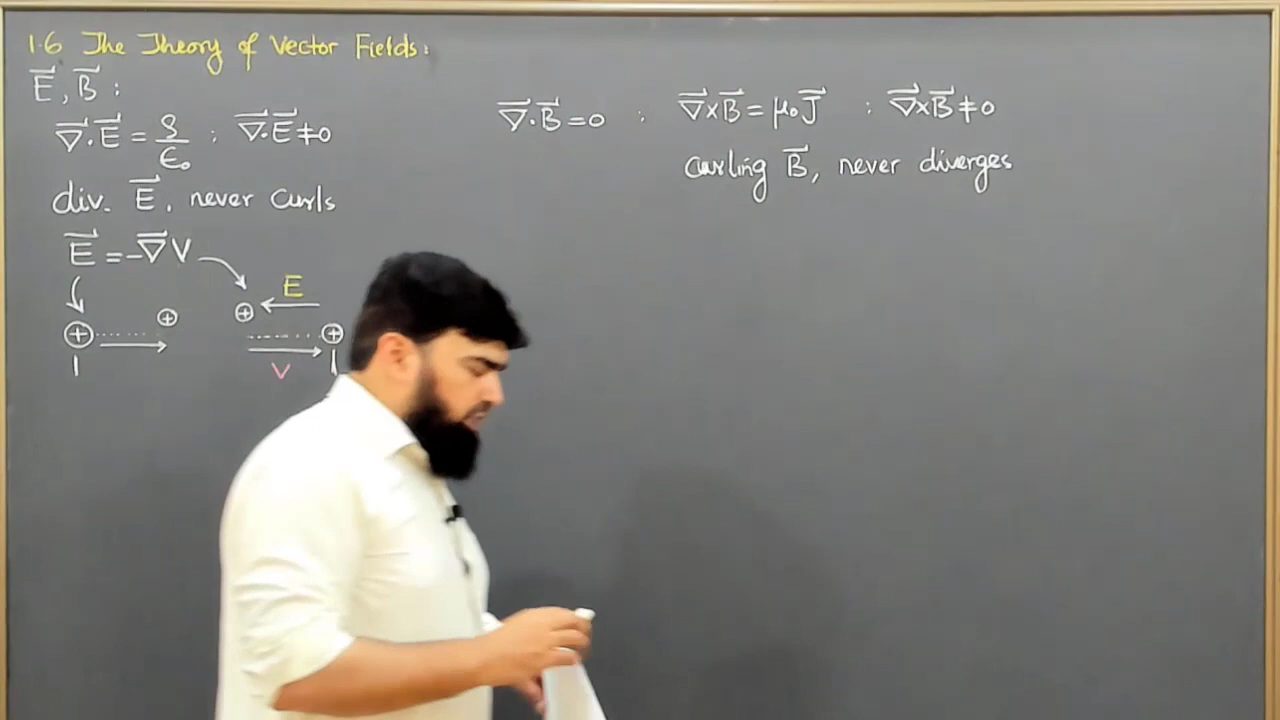 1.6 The Theory of Vector Fields:
E⃗, B⃗ :
∇⃗·E⃗ = ρ/ϵ₀ ; ∇⃗·E⃗ ≠ 0
div. E⃗, never curls
E⃗ = -∇⃗V
E
⊕ ⊕ ⊕ ⊕
V
∇⃗·B⃗ = 0 : ∇⃗×B⃗ = μ₀J⃗ ; ∇⃗×B⃗ ≠ 0
curling B⃗, never diverges